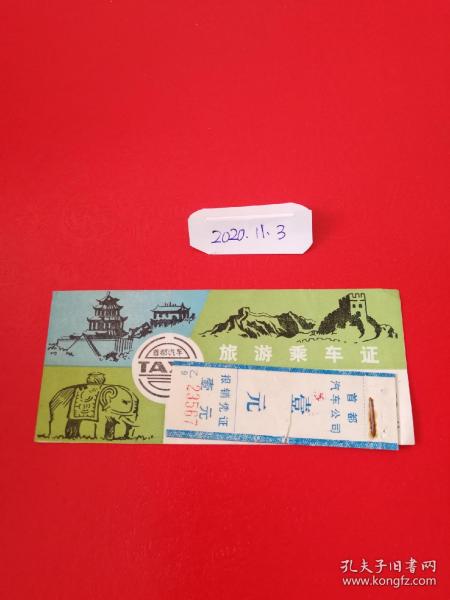 2020.11.3
首都汽车
TAX
旅游乘车证
首都
汽车公司
壹元
报销凭证
壹元
23567
孔夫子旧书网
www.kongfz.com